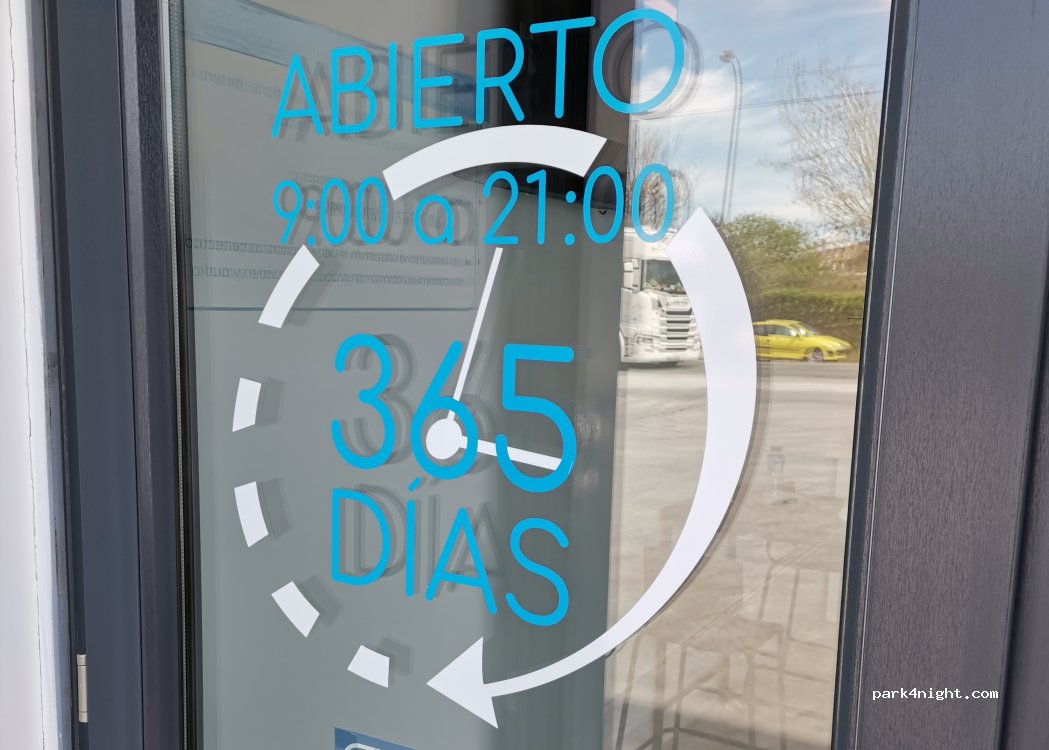 ABIERTO
9:00 a 21:00
365
DÍAS
park4night.com